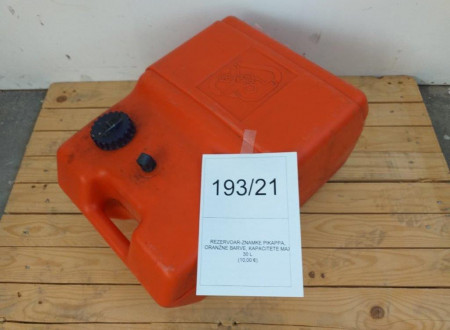 193/21
REZERVOAR ZNAMKE PIKAPPA,
ORANŽNE BARVE, KAPACITETE MAX
30 L
(10,00 €)